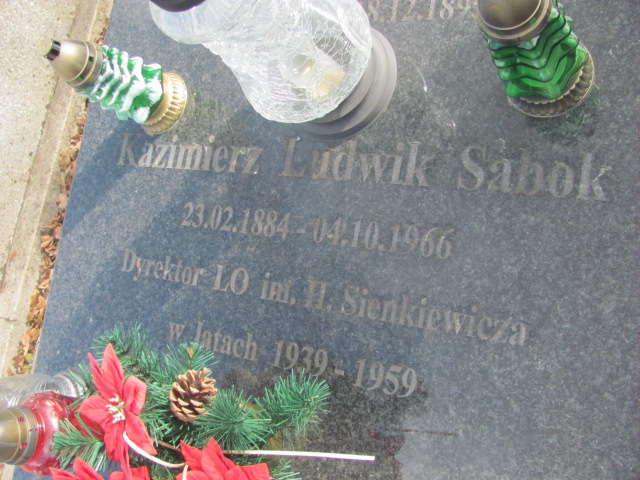 Kazimierz Ludwik Sabok
23.02.1884 - 04.10.1966
Dyrektor LO im. H. Sienkiewicza
w latach 1939 - 1959